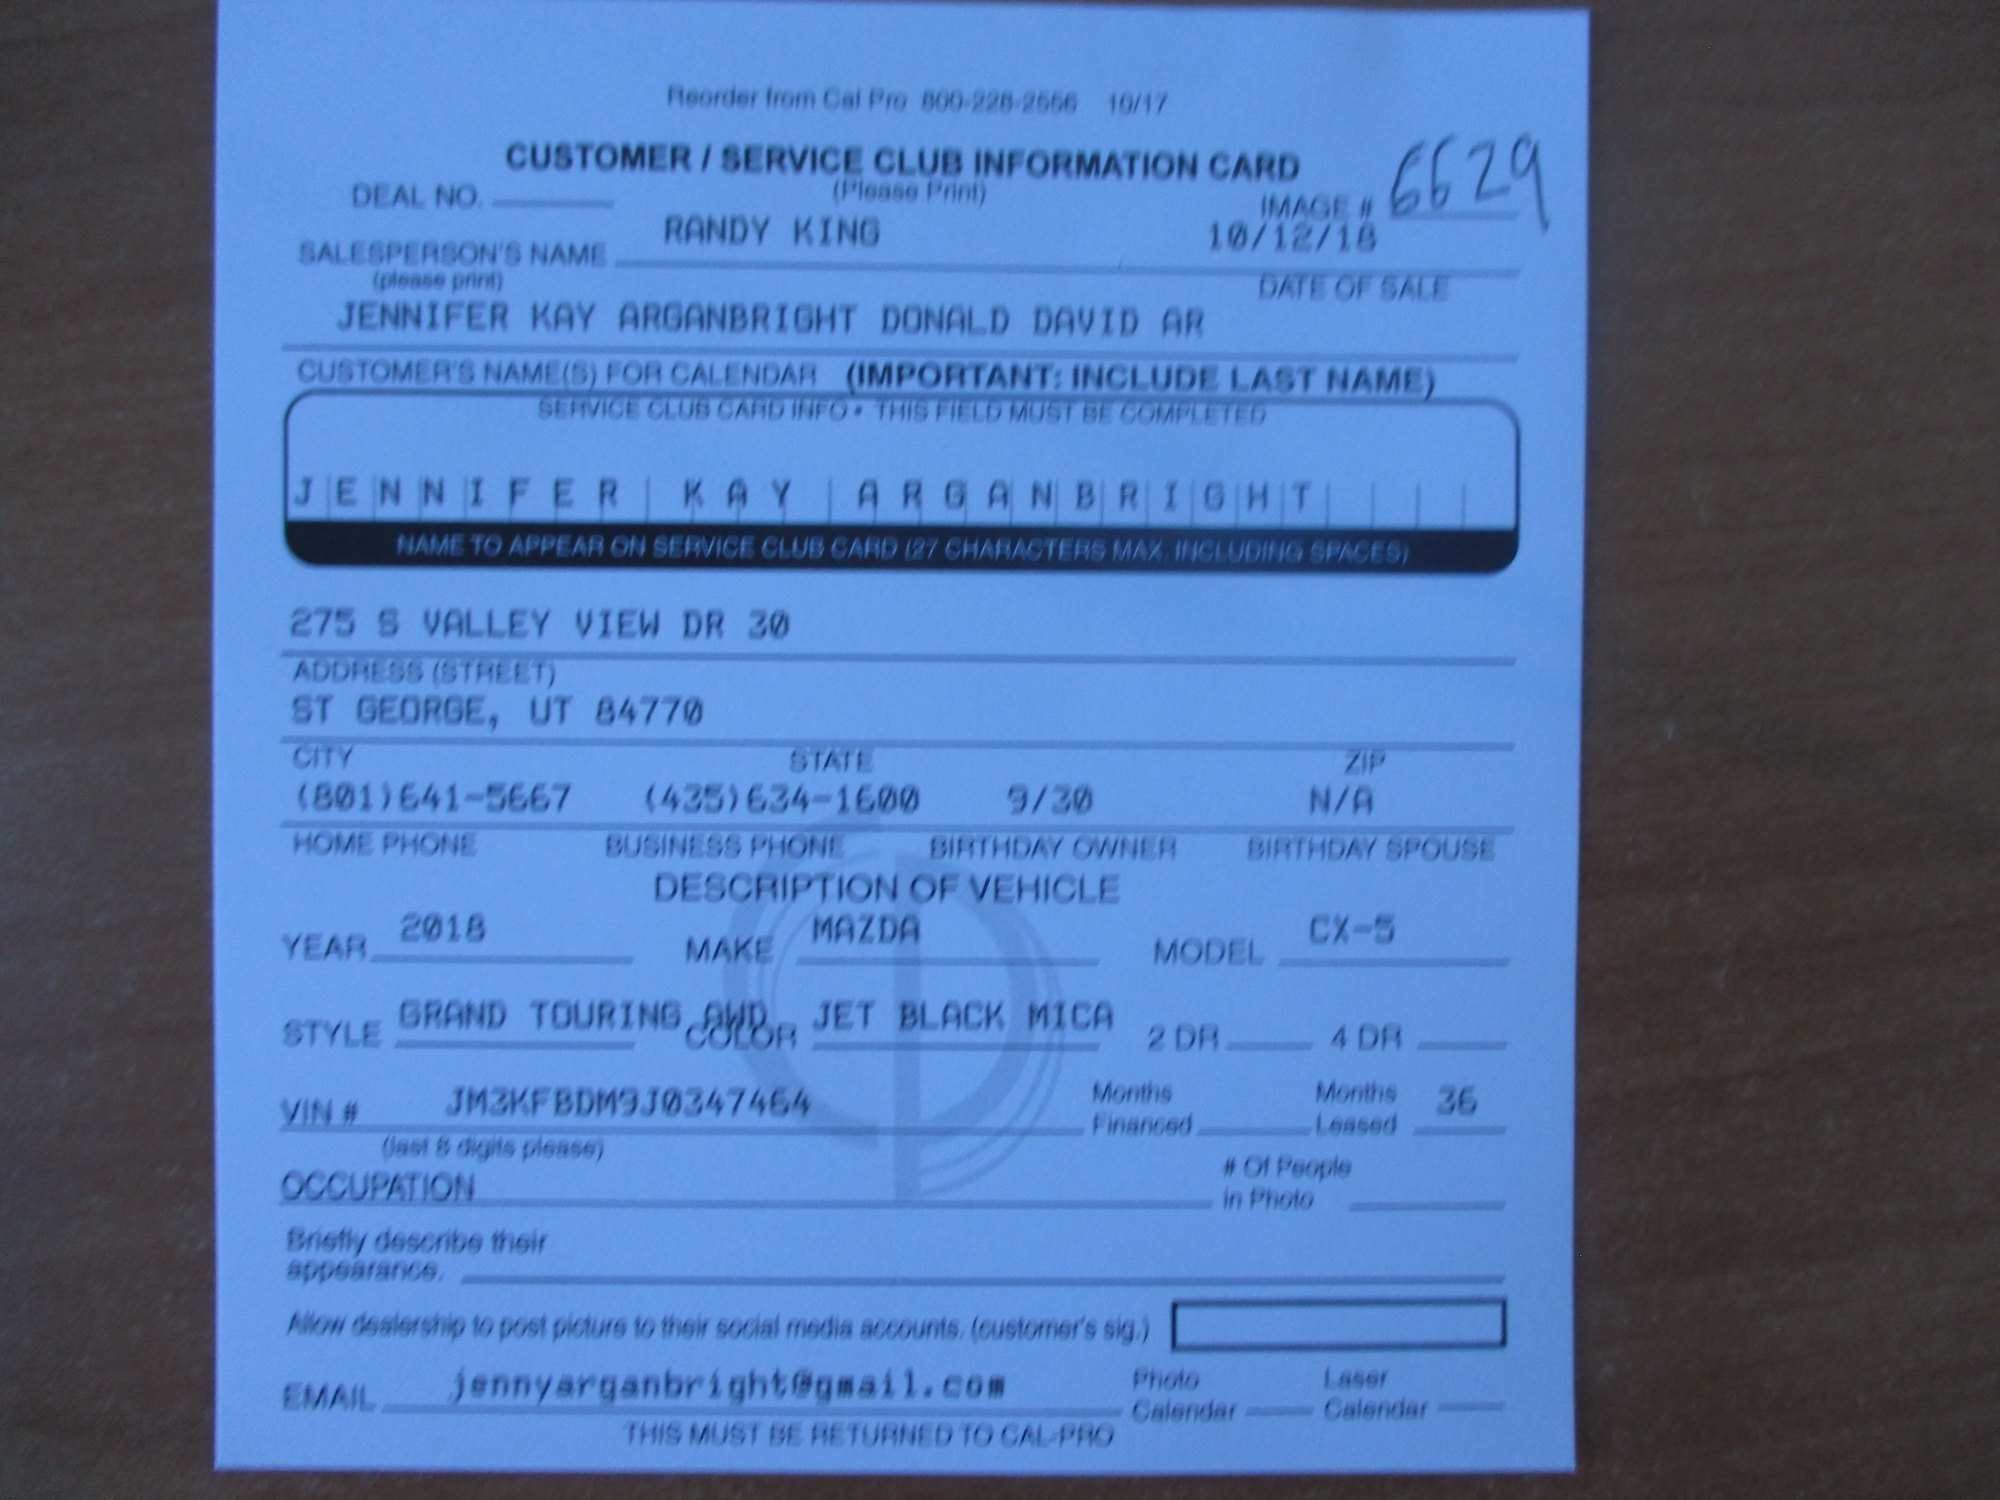 Reorder from Cal Pro 800-228-2556 10/17
CUSTOMER / SERVICE CLUB INFORMATION CARD
(Please Print)
DEAL NO. IMAGE # 6629
RANDY KING 10/12/18
SALESPERSON'S NAME
(please print) DATE OF SALE
JENNIFER KAY ARGANBRIGHT DONALD DAVID AR
CUSTOMER'S NAME(S) FOR CALENDAR (IMPORTANT: INCLUDE LAST NAME)
SERVICE CLUB CARD INFO • THIS FIELD MUST BE COMPLETED
JENNIFER KAY ARGANBRIGHT
NAME TO APPEAR ON SERVICE CLUB CARD (27 CHARACTERS MAX. INCLUDING SPACES)
275 S VALLEY VIEW DR 30
ADDRESS (STREET)
ST GEORGE, UT 84770
CITY STATE ZIP
(801)641-5667 (435)634-1600 9/30 N/A
HOME PHONE BUSINESS PHONE BIRTHDAY OWNER BIRTHDAY SPOUSE
DESCRIPTION OF VEHICLE
YEAR 2018 MAKE MAZDA MODEL CX-5
STYLE GRAND TOURING AWD COLOR JET BLACK MICA 2 DR 4 DR
VIN # JM3KFBDM9J0347464 Months Financed Months Leased 36
(last 8 digits please)
OCCUPATION # Of People in Photo
Briefly describe their
appearance.
Allow dealership to post picture to their social media accounts. (customer's sig.)
EMAIL jennyarganbright@gmail.com Photo Calendar Laser Calendar
THIS MUST BE RETURNED TO CAL-PRO